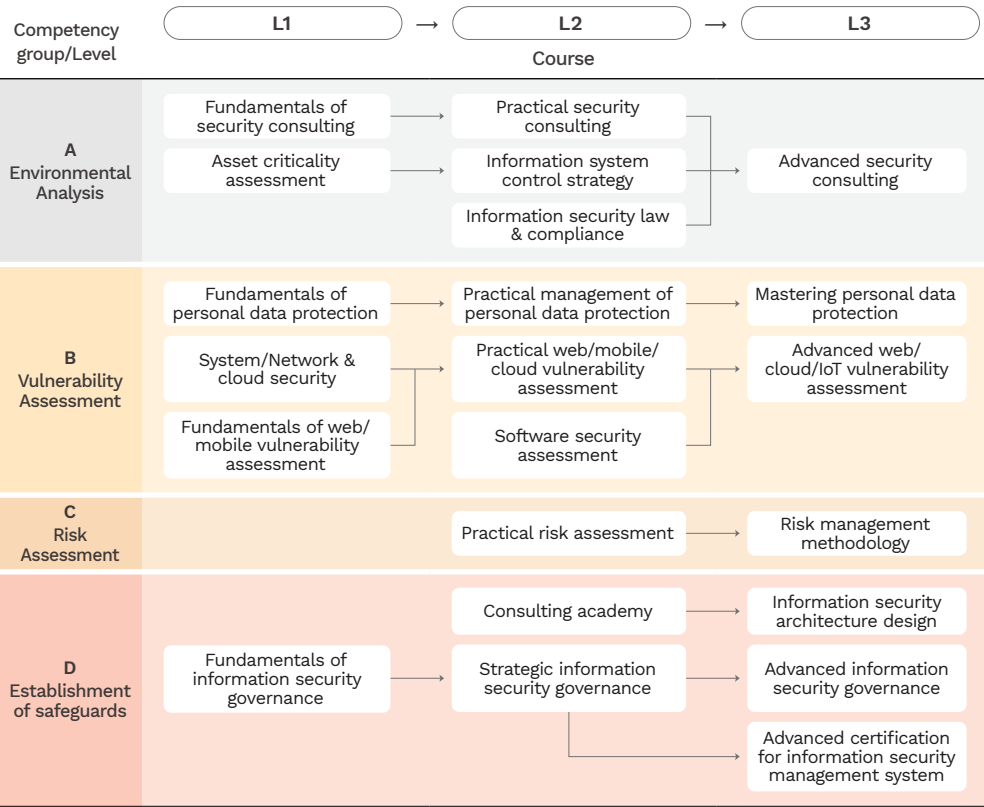 Competency
group/Level
L1 → L2 → L3
Course
A
Environmental
Analysis
Fundamentals of
security consulting
Practical security
consulting
Asset criticality
assessment
Information system
control strategy
Advanced security
consulting
Information security law
& compliance
B
Vulnerability
Assessment
Fundamentals of
personal data protection
Practical management of
personal data protection
Mastering personal data
protection
System/Network &
cloud security
Practical web/mobile/
cloud vulnerability
assessment
Advanced web/
cloud/IoT vulnerability
assessment
Fundamentals of web/
mobile vulnerability
assessment
Software security
assessment
C
Risk
Assessment
Practical risk assessment
Risk management
methodology
D
Establishment
of safeguards
Consulting academy
Information security
architecture design
Fundamentals of
information security
governance
Strategic information
security governance
Advanced information
security governance
Advanced certification
for information security
management system